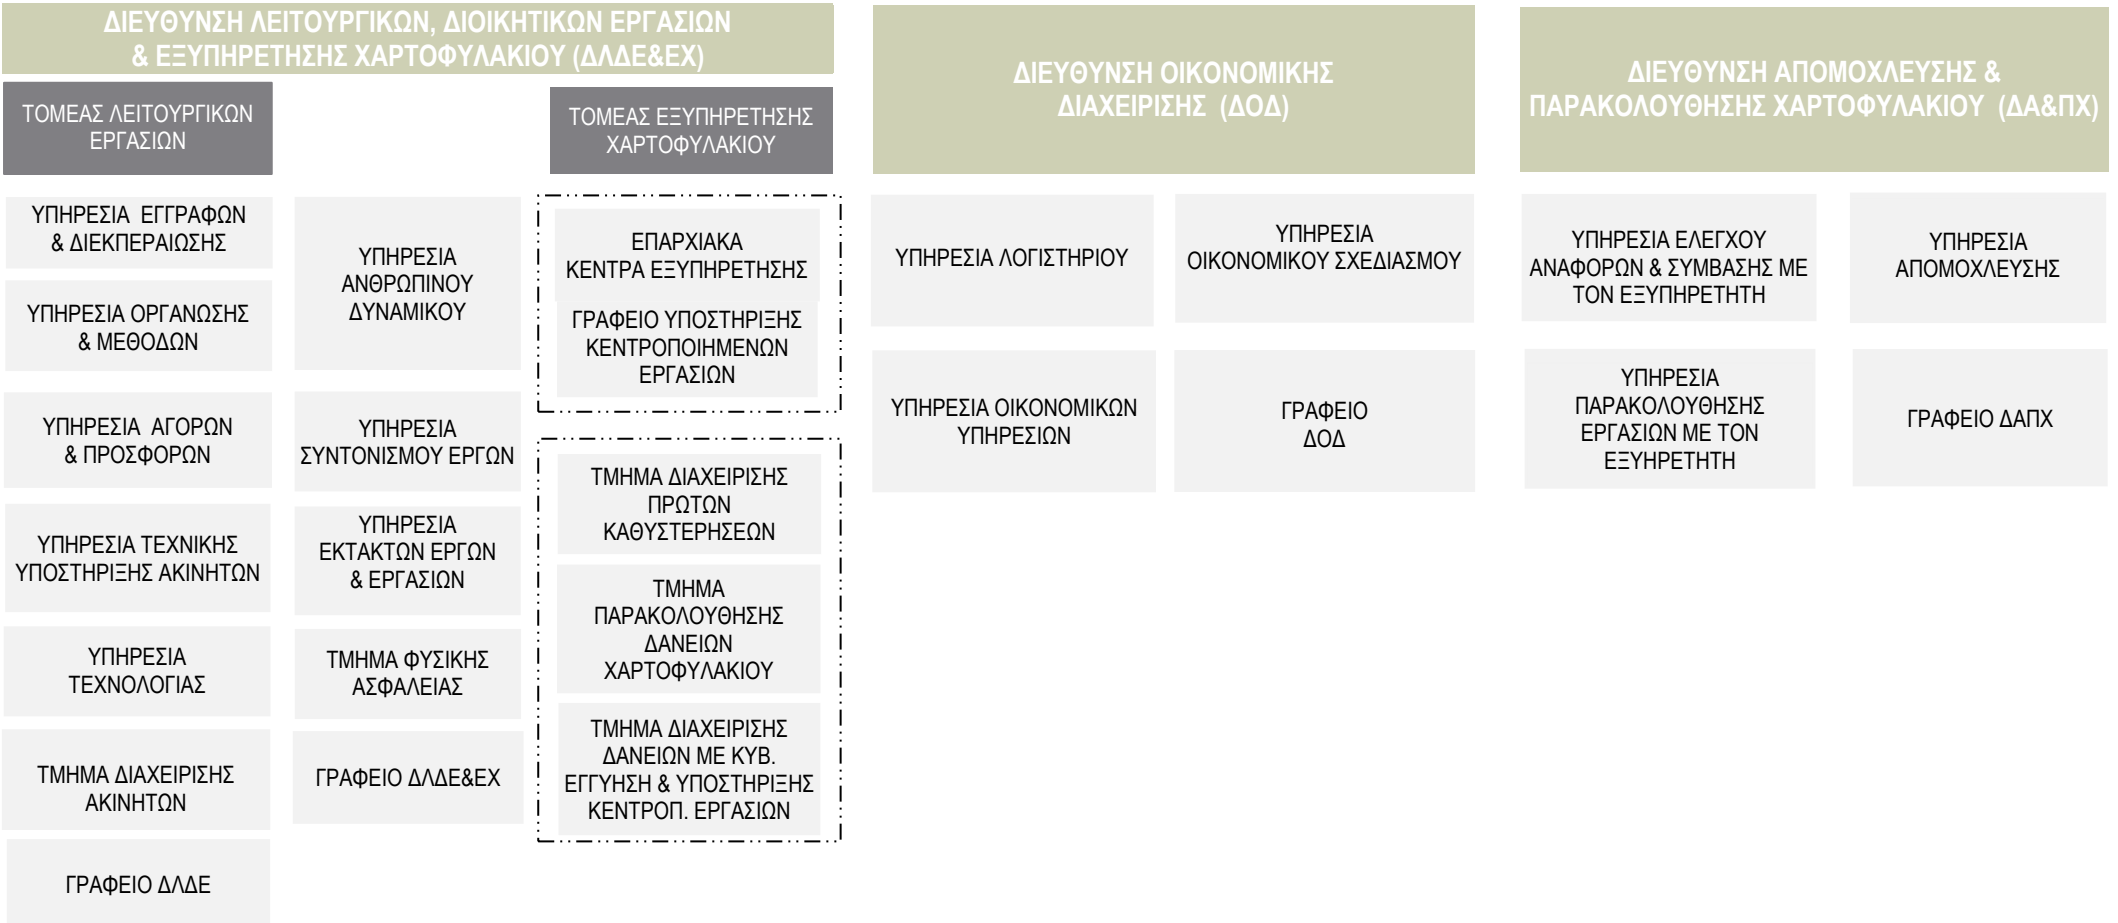 ΔΙΕΥΘΥΝΣΗ ΛΕΙΤΟΥΡΓΙΚΩΝ, ΔΙΟΙΚΗΤΙΚΩΝ ΕΡΓΑΣΙΩΝ
& ΕΞΥΠΗΡΕΤΗΣΗΣ ΧΑΡΤΟΦΥΛΑΚΙΟΥ (ΔΛΔΕ&ΕΧ)
ΤΟΜΕΑΣ ΛΕΙΤΟΥΡΓΙΚΩΝ
ΕΡΓΑΣΙΩΝ
ΥΠΗΡΕΣΙΑ ΕΓΓΡΑΦΩΝ
& ΔΙΕΚΠΕΡΑΙΩΣΗΣ
ΥΠΗΡΕΣΙΑ ΟΡΓΑΝΩΣΗΣ
& ΜΕΘΟΔΩΝ
ΥΠΗΡΕΣΙΑ ΑΓΟΡΩΝ
& ΠΡΟΣΦΟΡΩΝ
ΥΠΗΡΕΣΙΑ ΤΕΧΝΙΚΗΣ
ΥΠΟΣΤΗΡΙΞΗΣ ΑΚΙΝΗΤΩΝ
ΥΠΗΡΕΣΙΑ
ΤΕΧΝΟΛΟΓΙΑΣ
ΤΜΗΜΑ ΔΙΑΧΕΙΡΙΣΗΣ
ΑΚΙΝΗΤΩΝ
ΓΡΑΦΕΙΟ ΔΛΔΕ
ΥΠΗΡΕΣΙΑ
ΑΝΘΡΩΠΙΝΟΥ
ΔΥΝΑΜΙΚΟΥ
ΥΠΗΡΕΣΙΑ
ΣΥΝΤΟΝΙΣΜΟΥ ΕΡΓΩΝ
ΥΠΗΡΕΣΙΑ
ΕΚΤΑΚΤΩΝ ΕΡΓΩΝ
& ΕΡΓΑΣΙΩΝ
ΤΜΗΜΑ ΦΥΣΙΚΗΣ
ΑΣΦΑΛΕΙΑΣ
ΓΡΑΦΕΙΟ ΔΛΔΕ&ΕΧ
ΤΟΜΕΑΣ ΕΞΥΠΗΡΕΤΗΣΗΣ
ΧΑΡΤΟΦΥΛΑΚΙΟΥ
ΕΠΑΡΧΙΑΚΑ
ΚΕΝΤΡΑ ΕΞΥΠΗΡΕΤΗΣΗΣ
ΓΡΑΦΕΙΟ ΥΠΟΣΤΗΡΙΞΗΣ
ΚΕΝΤΡΟΠΟΙΗΜΕΝΩΝ
ΕΡΓΑΣΙΩΝ
ΤΜΗΜΑ ΔΙΑΧΕΙΡΙΣΗΣ
ΠΡΩΤΩΝ
ΚΑΘΥΣΤΕΡΗΣΕΩΝ
ΤΜΗΜΑ
ΠΑΡΑΚΟΛΟΥΘΗΣΗΣ
ΔΑΝΕΙΩΝ
ΧΑΡΤΟΦΥΛΑΚΙΟΥ
ΤΜΗΜΑ ΔΙΑΧΕΙΡΙΣΗΣ
ΔΑΝΕΙΩΝ ΜΕ ΚΥΒ.
ΕΓΓΥΗΣΗ & ΥΠΟΣΤΗΡΙΞΗΣ
ΚΕΝΤΡΟΠ. ΕΡΓΑΣΙΩΝ
ΔΙΕΥΘΥΝΣΗ ΟΙΚΟΝΟΜΙΚΗΣ
ΔΙΑΧΕΙΡΙΣΗΣ (ΔΟΔ)
ΥΠΗΡΕΣΙΑ ΛΟΓΙΣΤΗΡΙΟΥ
ΥΠΗΡΕΣΙΑ
ΟΙΚΟΝΟΜΙΚΟΥ ΣΧΕΔΙΑΣΜΟΥ
ΥΠΗΡΕΣΙΑ ΟΙΚΟΝΟΜΙΚΩΝ
ΥΠΗΡΕΣΙΩΝ
ΓΡΑΦΕΙΟ
ΔΟΔ
ΔΙΕΥΘΥΝΣΗ ΑΠΟΜΟΧΛΕΥΣΗΣ &
ΠΑΡΑΚΟΛΟΥΘΗΣΗΣ ΧΑΡΤΟΦΥΛΑΚΙΟΥ (ΔΑ&ΠΧ)
ΥΠΗΡΕΣΙΑ ΕΛΕΓΧΟΥ
ΑΝΑΦΟΡΩΝ & ΣΥΜΒΑΣΗΣ ΜΕ
ΤΟΝ ΕΞΥΠΗΡΕΤΗΤΗ
ΥΠΗΡΕΣΙΑ
ΑΠΟΜΟΧΛΕΥΣΗΣ
ΥΠΗΡΕΣΙΑ
ΠΑΡΑΚΟΛΟΥΘΗΣΗΣ
ΕΡΓΑΣΙΩΝ ΜΕ ΤΟΝ
ΕΞΥΗΡΕΤΗΤΗ
ΓΡΑΦΕΙΟ ΔΑΠΧ